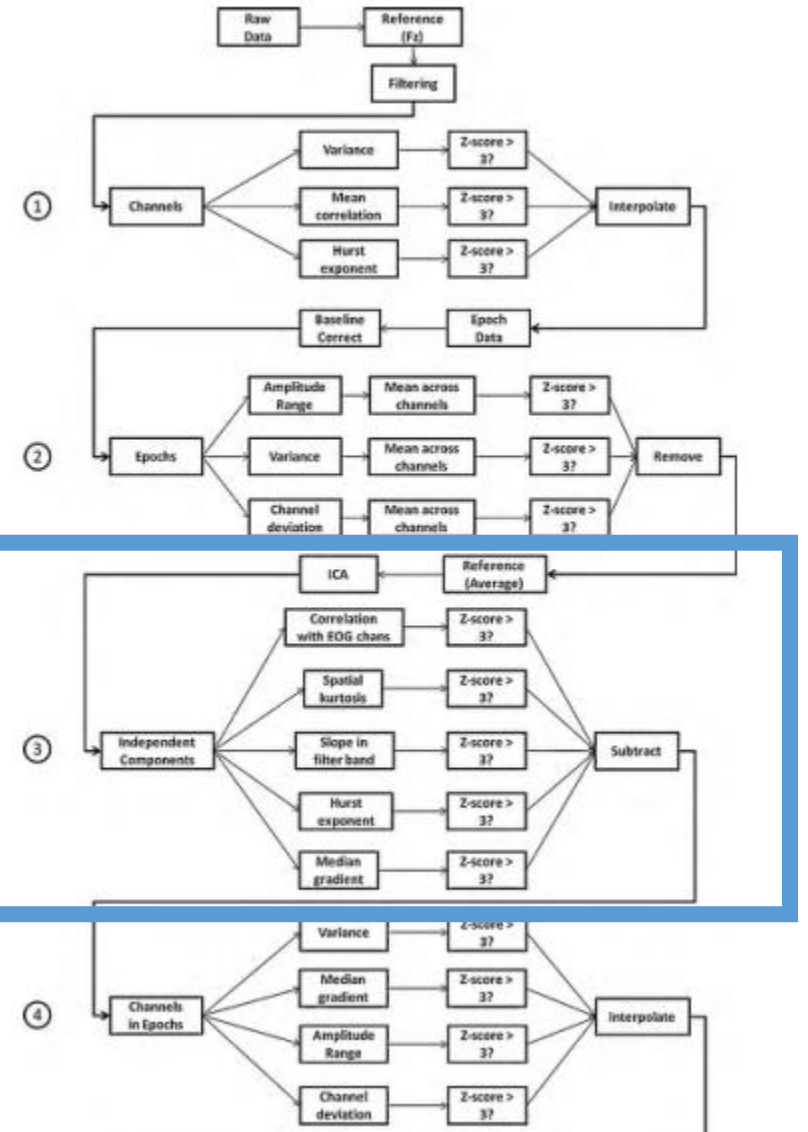 Raw
Data
Reference
(Fz)
Filtering
1
Channels
Variance
Z-score >
3?
Mean
correlation
Z-score >
3?
Hurst
exponent
Z-score >
3?
Interpolate
Baseline
Correct
Epoch
Data
2
Epochs
Amplitude
Range
Mean across
channels
Z-score >
3?
Variance
Mean across
channels
Z-score >
3?
Channel
deviation
Mean across
channels
Z-score >
3?
Remove
ICA
Reference
(Average)
3
Independent
Components
Correlation
with EOG chans
Z-score >
3?
Spatial
kurtosis
Z-score >
3?
Slope in
filter band
Z-score >
3?
Hurst
exponent
Z-score >
3?
Median
gradient
Z-score >
3?
Subtract
4
Channels
in Epochs
Variance
Z-score >
3?
Median
gradient
Z-score >
3?
Amplitude
Range
Z-score >
3?
Channel
deviation
Z-score >
3?
Interpolate